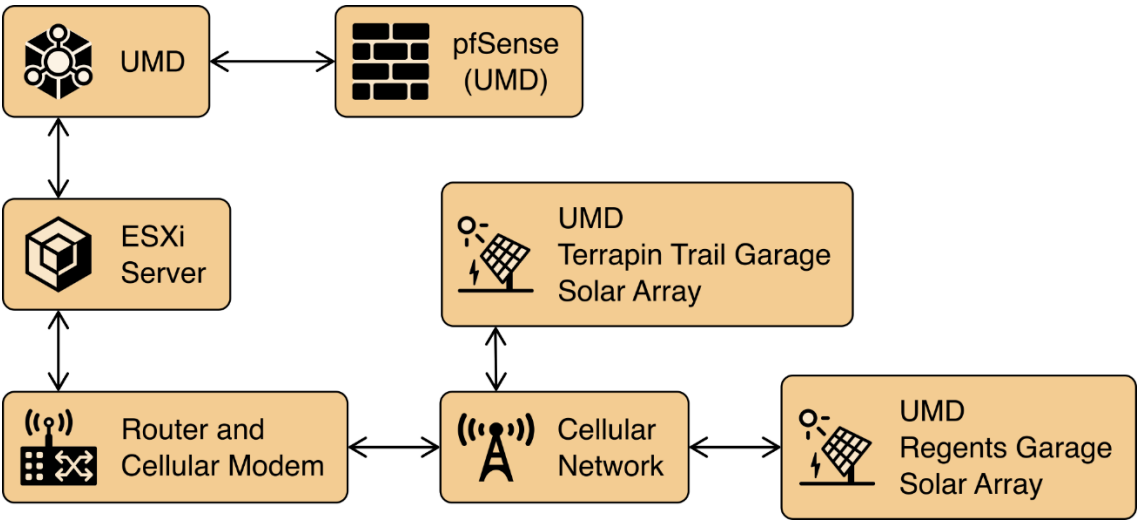 UMD
pfSense
(UMD)
ESXi
Server
UMD
Terrapin Trail Garage
Solar Array
Router and
Cellular Modem
Cellular
Network
UMD
Regents Garage
Solar Array